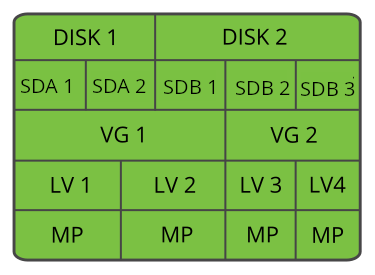 DISK 1 DISK 2
SDA 1 SDA 2 SDB 1 SDB 2 SDB 3
VG 1 VG 2
LV 1 LV 2 LV 3 LV4
MP MP MP MP